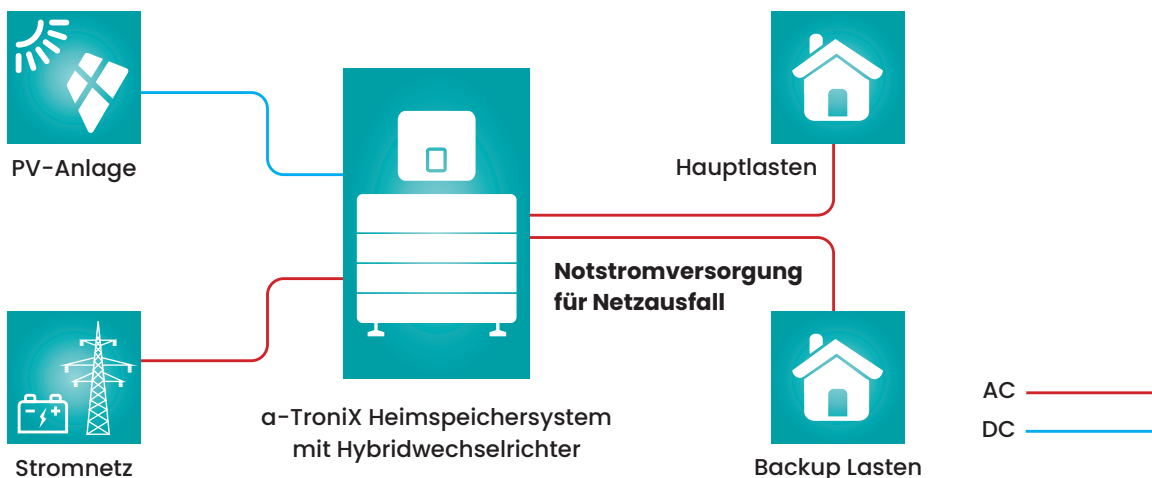 PV-Anlage
Hauptlasten
Notstromversorgung
für Netzausfall
α-TroniX Heimspeichersystem
mit Hybridwechselrichter
Stromnetz
Backup Lasten
AC
DC